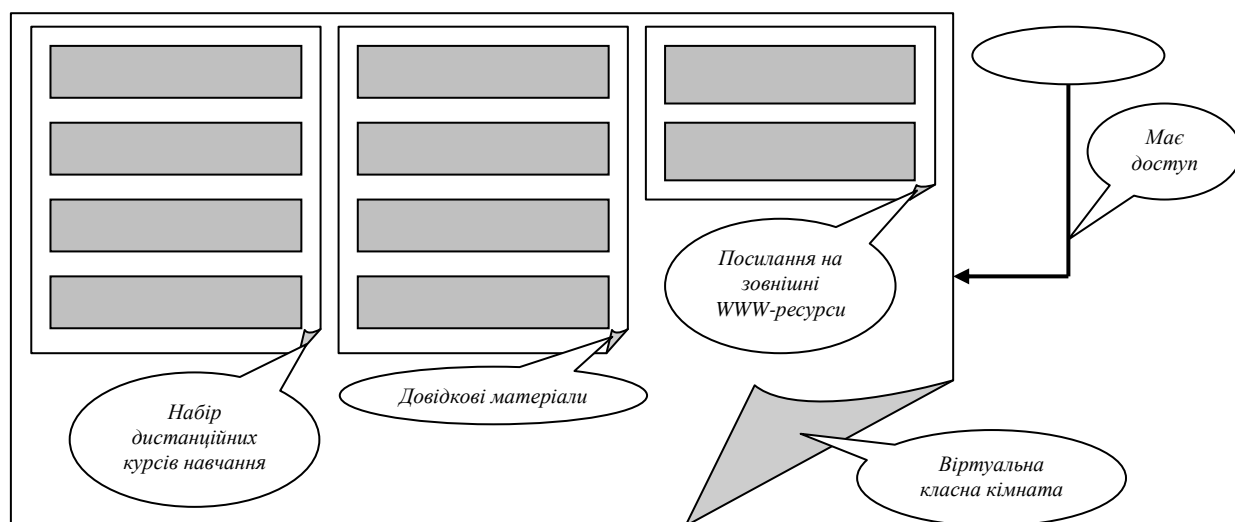 Має
доступ
Посилання на
зовнішні
WWW-ресурси
Довідкові матеріали
Набір
дистанційних
курсів навчання
Віртуальна
класна кімната